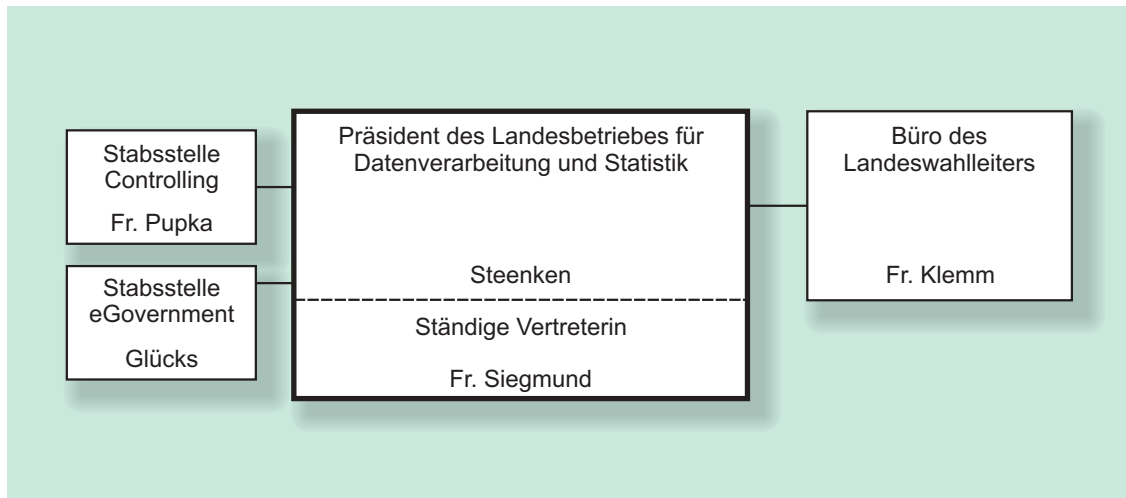 Stabsstelle
Controlling
Fr. Pupka
Stabsstelle
eGovernment
Glücks
Präsident des Landesbetriebes für
Datenverarbeitung und Statistik
Steenken
Ständige Vertreterin
Fr. Siegmund
Büro des
Landeswahlleiters
Fr. Klemm